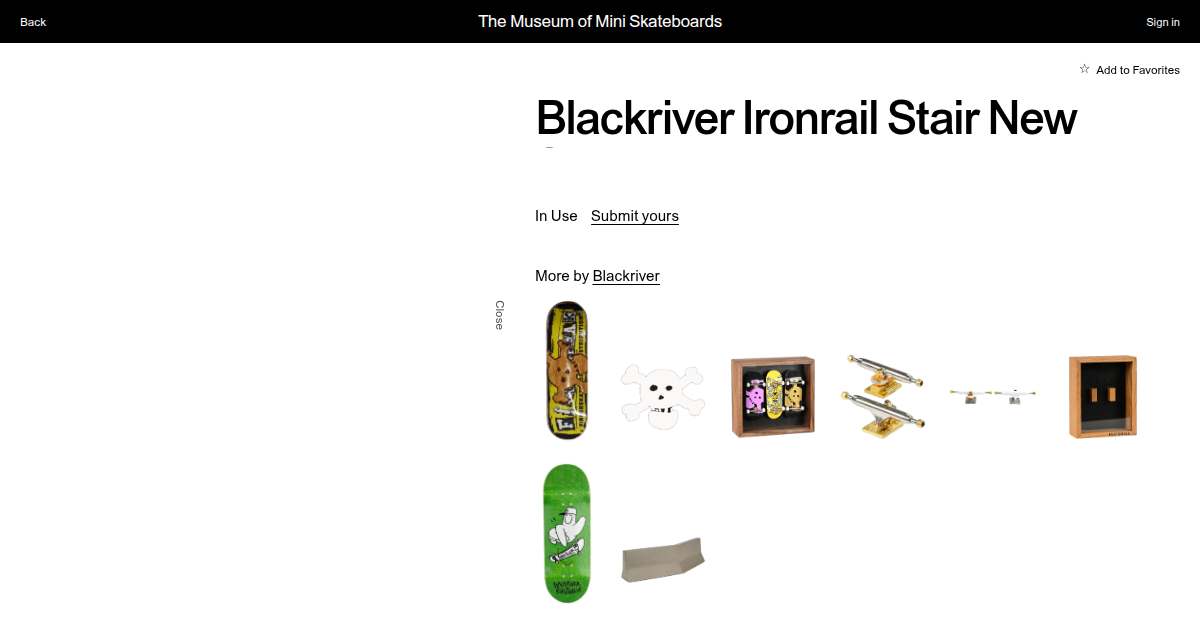 Back
The Museum of Mini Skateboards
Sign in
☆ Add to Favorites
Blackriver Ironrail Stair New
In Use Submit yours
More by Blackriver
Close